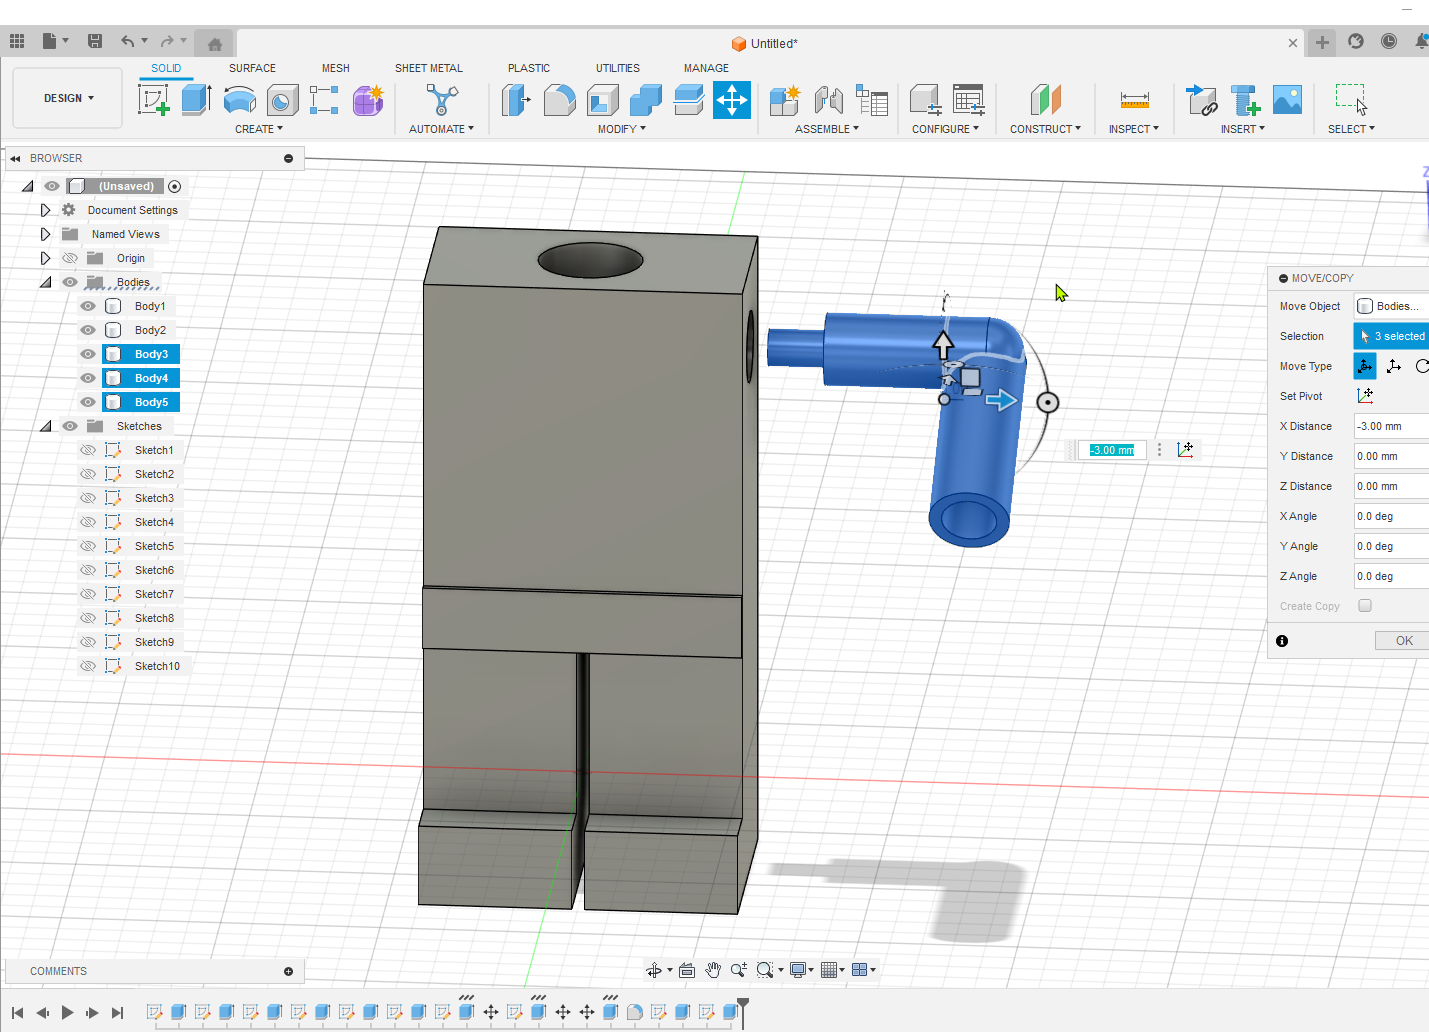 Untitled*
SOLID SURFACE MESH SHEET METAL PLASTIC UTILITIES MANAGE
DESIGN
CREATE AUTOMATE MODIFY ASSEMBLE CONFIGURE CONSTRUCT INSPECT INSERT SELECT
BROWSER
(Unsaved)
Document Settings
Named Views
Origin
Bodies
Body1
Body2
Body3
Body4
Body5
Sketches
Sketch1
Sketch2
Sketch3
Sketch4
Sketch5
Sketch6
Sketch7
Sketch8
Sketch9
Sketch10
Z
-3.00 mm
MOVE/COPY
Move Object Bodies...
Selection 3 selected
Move Type
Set Pivot
X Distance -3.00 mm
Y Distance 0.00 mm
Z Distance 0.00 mm
X Angle 0.0 deg
Y Angle 0.0 deg
Z Angle 0.0 deg
Create Copy
OK
COMMENTS